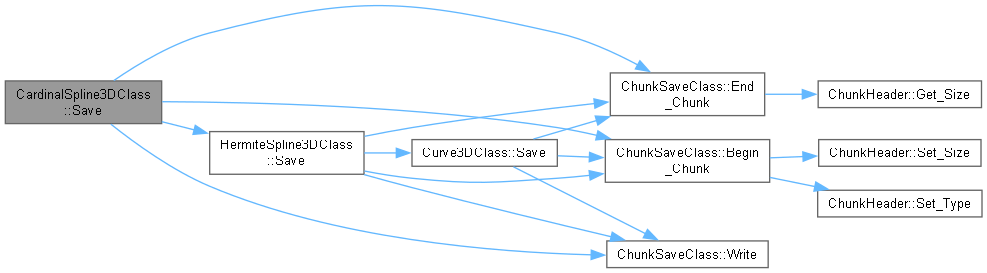 CardinalSpline3DClass
::Save
HermiteSpline3DClass
::Save
Curve3DClass::Save
ChunkSaveClass::End
_Chunk
ChunkSaveClass::Begin
_Chunk
ChunkSaveClass::Write
ChunkHeader::Get_Size
ChunkHeader::Set_Size
ChunkHeader::Set_Type